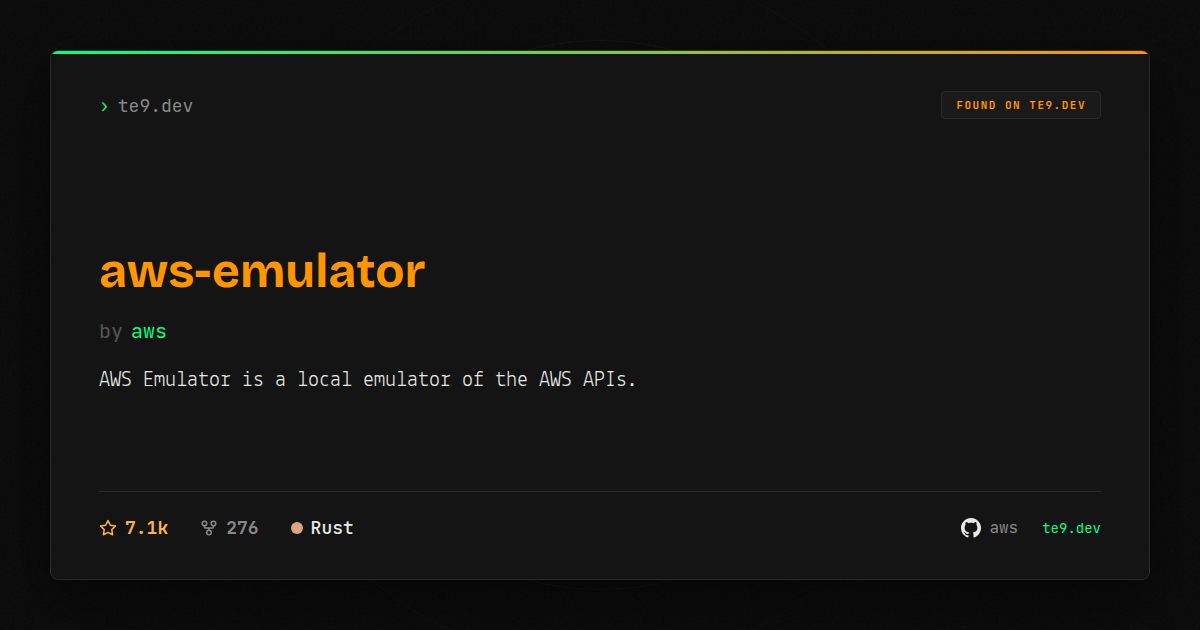 › te9.dev
FOUND ON TE9.DEV
aws-emulator
by aws
AWS Emulator is a local emulator of the AWS APIs.
7.1k 276 Rust
aws te9.dev